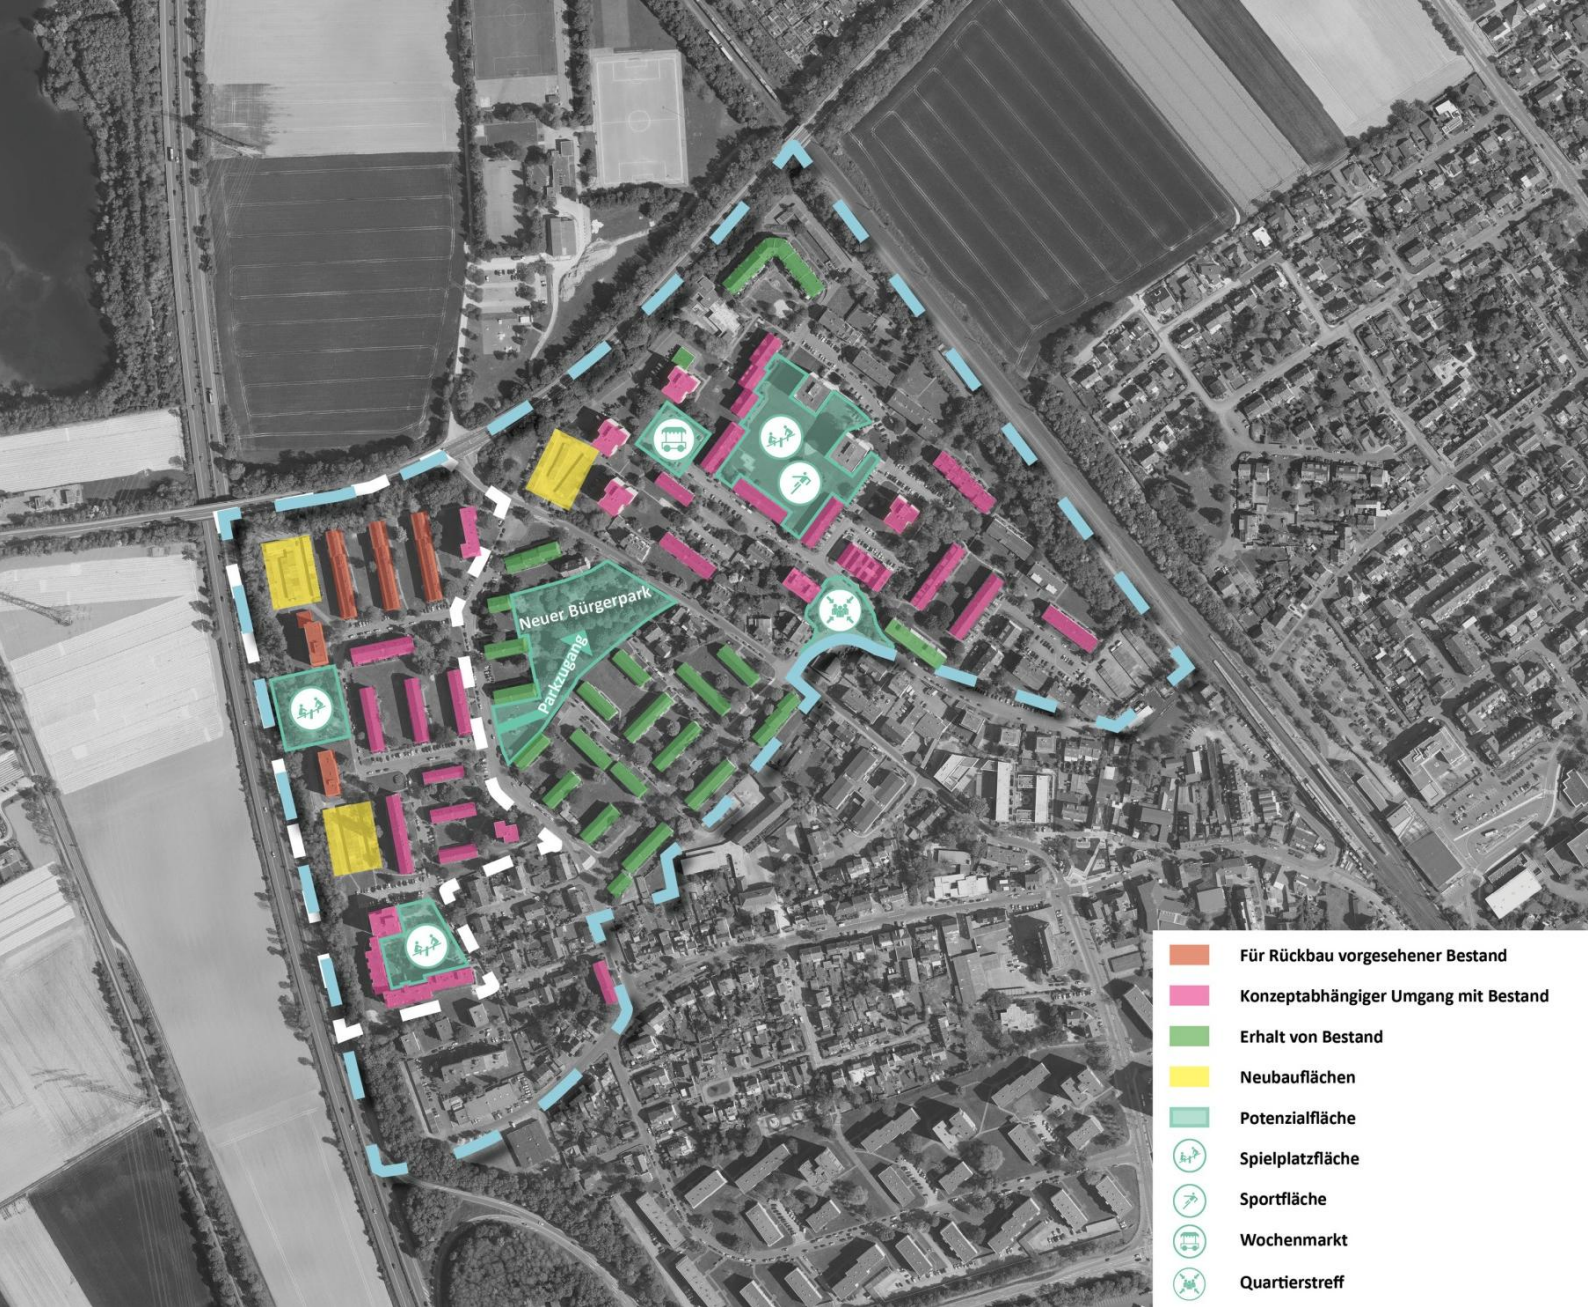 Neuer Bürgerpark
Parkzugang
Für Rückbau vorgesehener Bestand
Konzeptabhängiger Umgang mit Bestand
Erhalt von Bestand
Neubauflächen
Potenzialfläche
Spielplatzfläche
Sportfläche
Wochenmarkt
Quartierstreff